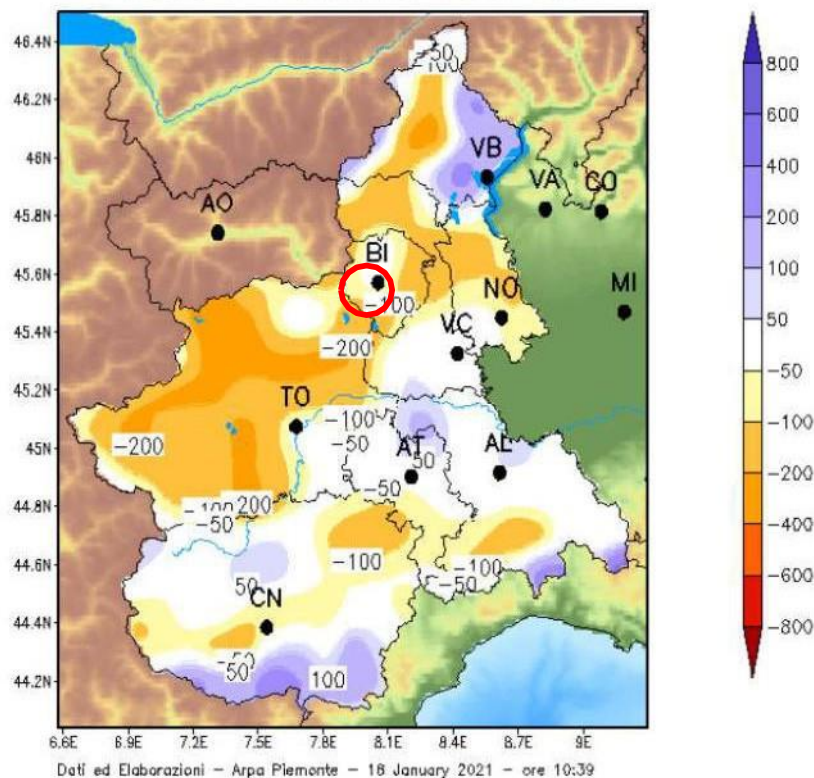 46.4N
46.2N
46N
45.8N
45.6N
45.4N
45.2N
45N
44.8N
44.6N
44.4N
44.2N
-50
-100
VB
VA
CO
AO
BI
MI
-100
NO
VC
-200
TO
-100
-50
-200
AT
50
AL
-50
-100
200
-50
-100
-100
-50
50
CN
-50
50
100
6.6E 6.9E 7.2E 7.5E 7.8E 8.1E 8.4E 8.7E 9E
Dati ed Elaborazioni - Arpa Piemonte - 18 January 2021 - ore 10:39
800
600
400
200
100
50
-50
-100
-200
-400
-600
-800